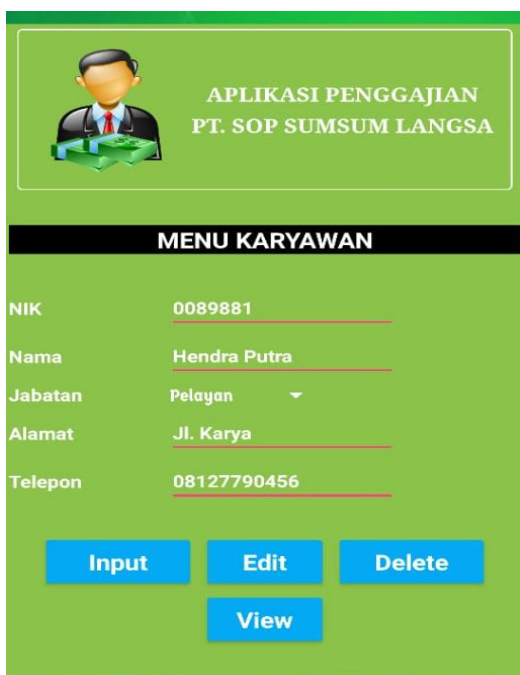 APLIKASI PENGGAJIAN
PT. SOP SUMSUM LANGSA
MENU KARYAWAN
NIK 0089881
Nama Hendra Putra
Jabatan Pelayan
Alamat Jl. Karya
Telepon 08127790456
Input Edit Delete
View